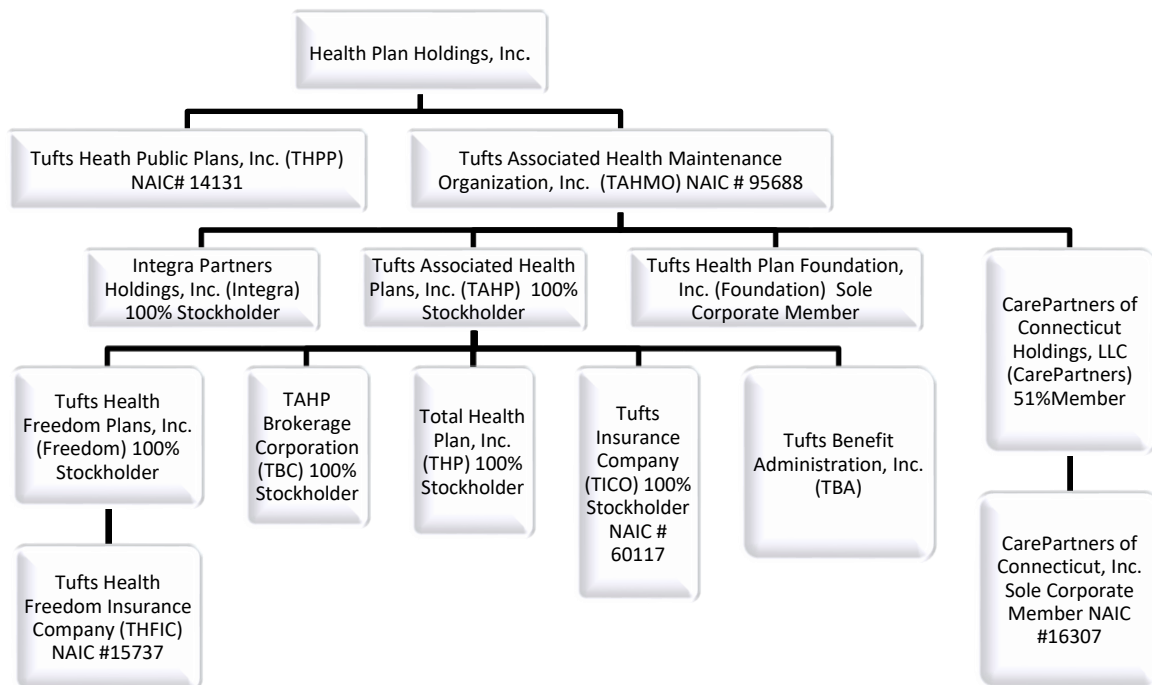 Health Plan Holdings, Inc.
Tufts Heath Public Plans, Inc. (THPP)
NAIC# 14131
Tufts Associated Health Maintenance
Organization, Inc. (TAHMO) NAIC # 95688
Integra Partners
Holdings, Inc. (Integra)
100% Stockholder
Tufts Associated Health
Plans, Inc. (TAHP) 100%
Stockholder
Tufts Health Plan Foundation,
Inc. (Foundation) Sole
Corporate Member
CarePartners of
Connecticut
Holdings, LLC
(CarePartners)
51%Member
Tufts Health
Freedom Plans, Inc.
(Freedom) 100%
Stockholder
TAHP
Brokerage
Corporation
(TBC) 100%
Stockholder
Total Health
Plan, Inc.
(THP) 100%
Stockholder
Tufts
Insurance
Company
(TICO) 100%
Stockholder
NAIC #
60117
Tufts Benefit
Administration, Inc.
(TBA)
Tufts Health
Freedom Insurance
Company (THFIC)
NAIC #15737
CarePartners of
Connecticut, Inc.
Sole Corporate
Member NAIC
#16307